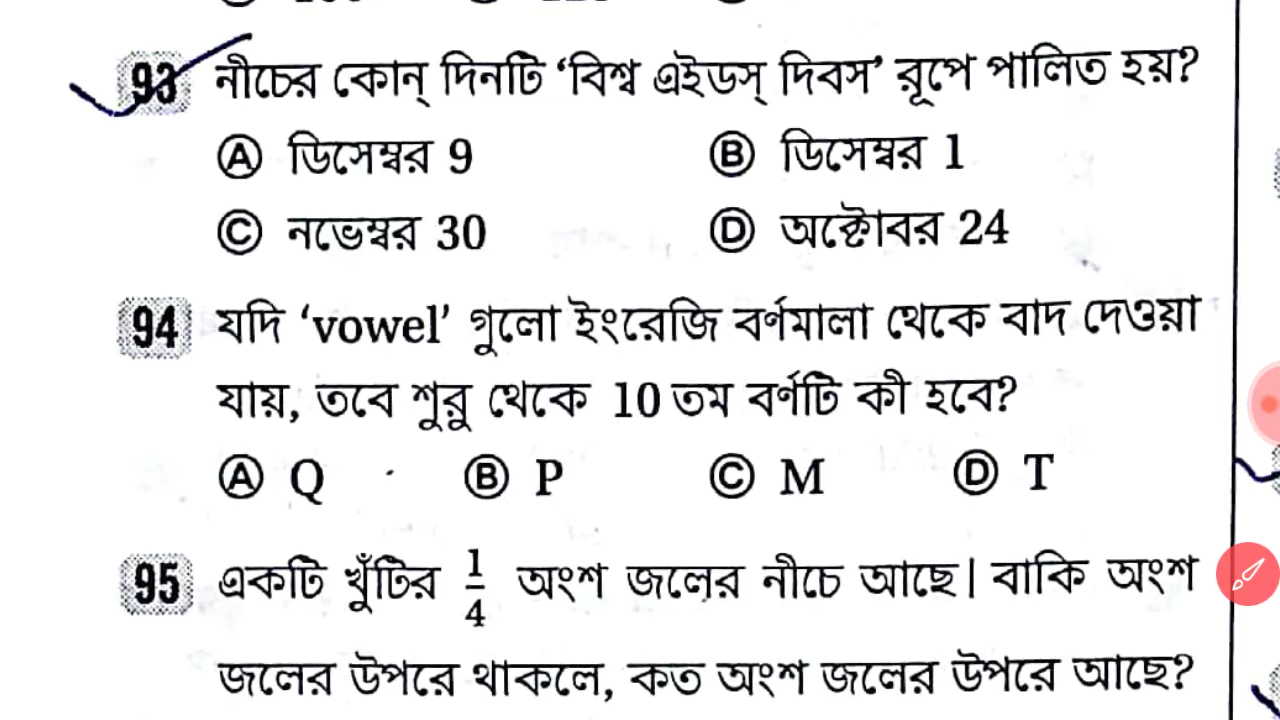 93 নীচের কোন্ দিনটি ‘বিশ্ব এইডস্ দিবস’ রূপে পালিত হয়?
Ⓐ ডিসেম্বর 9 Ⓑ ডিসেম্বর 1
Ⓒ নভেম্বর 30 Ⓓ অক্টোবর 24
94 যদি ‘vowel’ গুলো ইংরেজি বর্ণমালা থেকে বাদ দেওয়া
যায়, তবে শুরু থেকে 10 তম বর্ণটি কী হবে?
Ⓐ Q Ⓑ P Ⓒ M Ⓓ T
95 একটি খুঁটির 1/4 অংশ জলের নীচে আছে। বাকি অংশ
জলের উপরে থাকলে, কত অংশ জলের উপরে আছে?